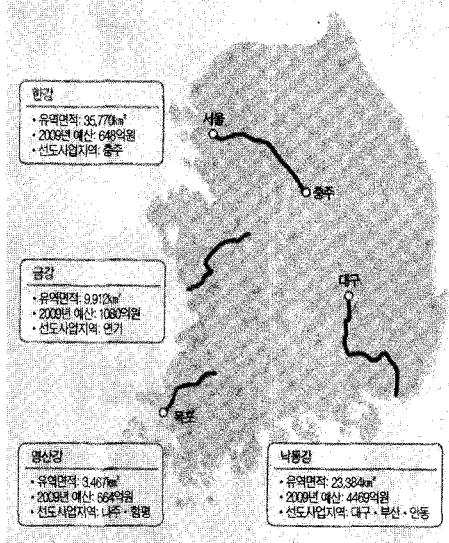 한강
• 유역면적: 35,770㎢
• 2009년 예산: 648억원
• 선도사업지역: 충주
서울
충주
금강
• 유역면적: 9,912㎢
• 2009년 예산: 1080억원
• 선도사업지역: 연기
대구
목포
영산강
• 유역면적: 3,467㎢
• 2009년 예산: 664억원
• 선도사업지역: 나주·함평
낙동강
• 유역면적: 23,384㎢
• 2009년 예산: 4469억원
• 선도사업지역: 대구·부산·안동